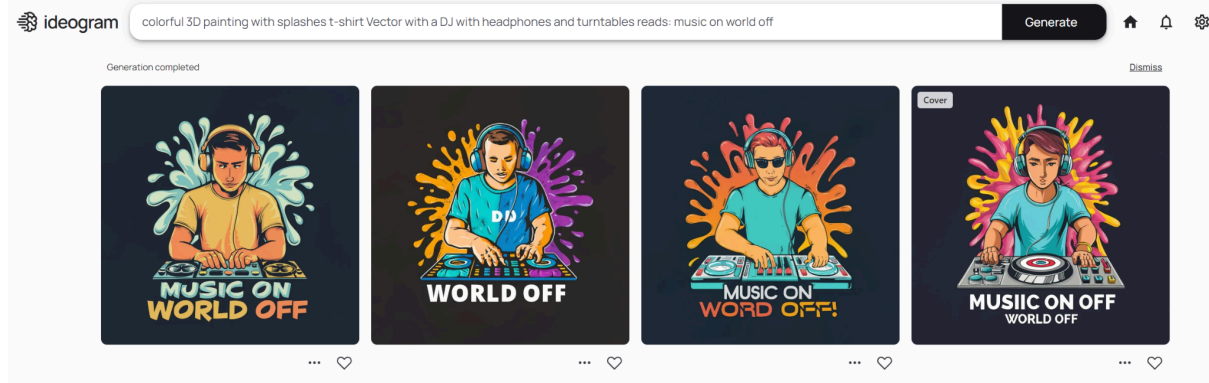 ideogram
colorful 3D painting with splashes t-shirt Vector with a DJ with headphones and turntables reads: music on world off
Generate
Generation completed
Dismiss
MUSIC ON
WORLD OFF
DJ
WORLD OFF
MUSIC ON
WORD OFF!
Cover
MUSIIC ON OFF
WORLD OFF